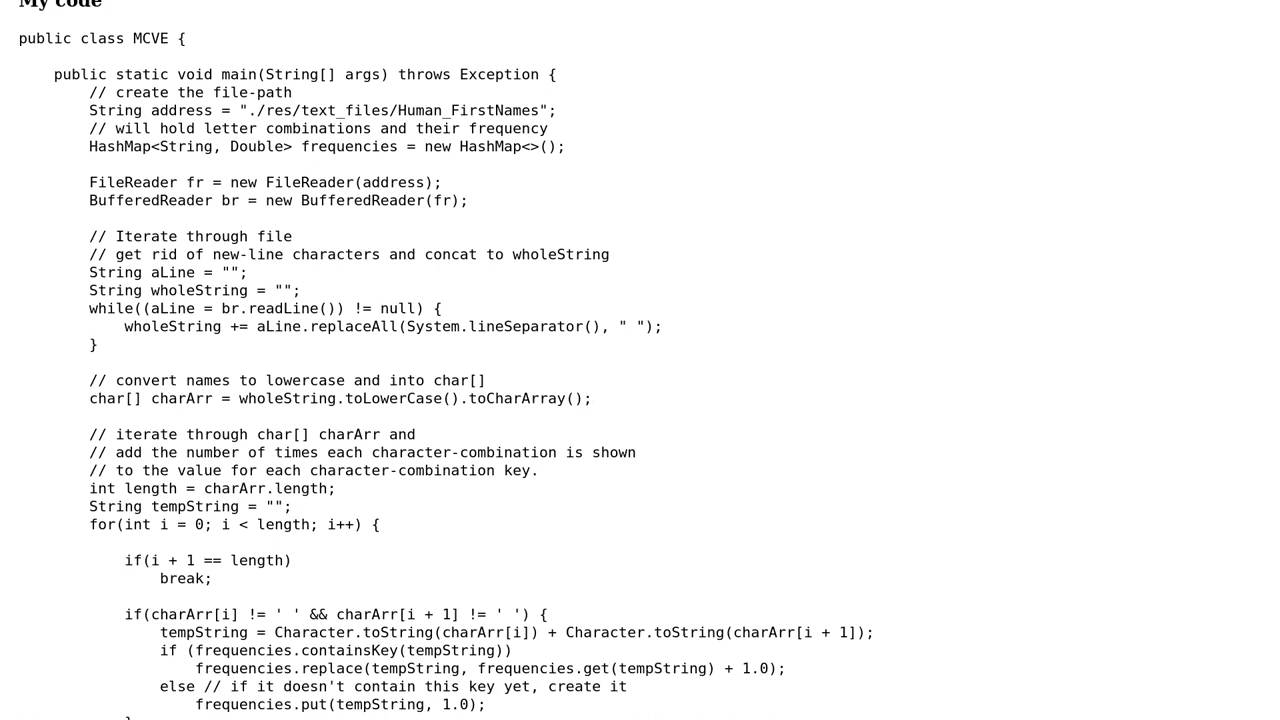 My code
public class MCVE {
    public static void main(String[] args) throws Exception {
        // create the file-path
        String address = "./res/text_files/Human_FirstNames";
        // will hold letter combinations and their frequency
        HashMap<String, Double> frequencies = new HashMap<>();

        FileReader fr = new FileReader(address);
        BufferedReader br = new BufferedReader(fr);

        // Iterate through file
        // get rid of new-line characters and concat to wholeString
        String aLine = "";
        String wholeString = "";
        while((aLine = br.readLine()) != null) {
            wholeString += aLine.replaceAll(System.lineSeparator(), " ");
        }

        // convert names to lowercase and into char[]
        char[] charArr = wholeString.toLowerCase().toCharArray();

        // iterate through char[] charArr and
        // add the number of times each character-combination is shown
        // to the value for each character-combination key.
        int length = charArr.length;
        String tempString = "";
        for(int i = 0; i < length; i++) {

            if(i + 1 == length)
                break;

            if(charArr[i] != ' ' && charArr[i + 1] != ' ') {
                tempString = Character.toString(charArr[i]) + Character.toString(charArr[i + 1]);
                if (frequencies.containsKey(tempString))
                    frequencies.replace(tempString, frequencies.get(tempString) + 1.0);
                else // if it doesn't contain this key yet, create it
                    frequencies.put(tempString, 1.0);
            }